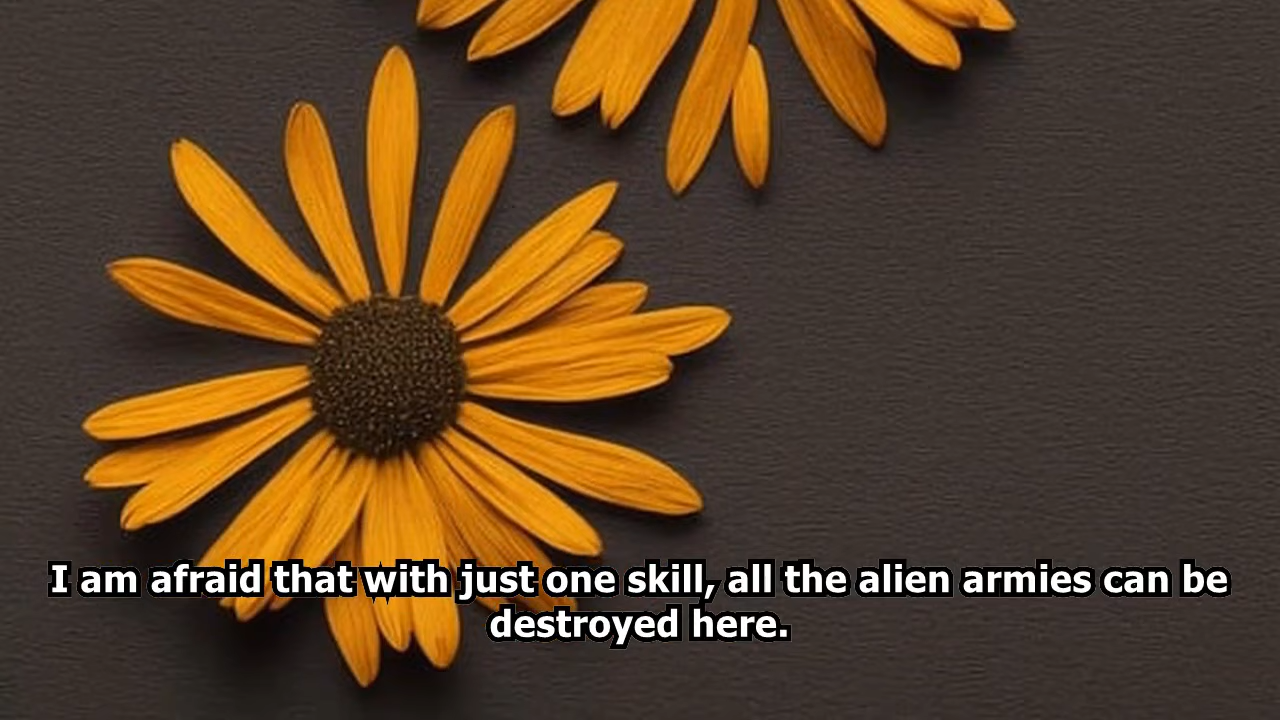 I am afraid that with just one skill, all the alien armies can be
destroyed here.